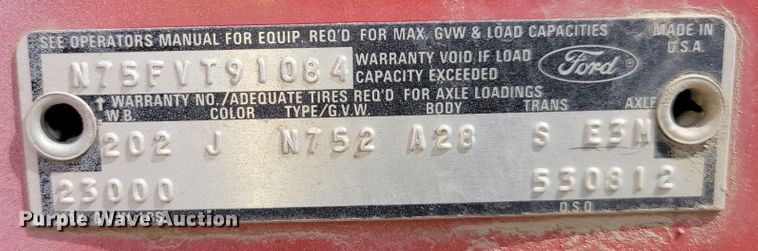 SEE OPERATORS MANUAL FOR EQUIP. REQ'D FOR MAX. GVW & LOAD CAPACITIES
MADE IN U.S.A.
N75FVT91084
WARRANTY VOID IF LOAD CAPACITY EXCEEDED
Ford
↑ WARRANTY NO./ADEQUATE TIRES REQ'D FOR AXLE LOADINGS
W.B. COLOR TYPE/G.V.W. BODY TRANS AXLE
202 J N752 A28 S E3M
23000 530812
D.S.O.
Purple Wave Auction